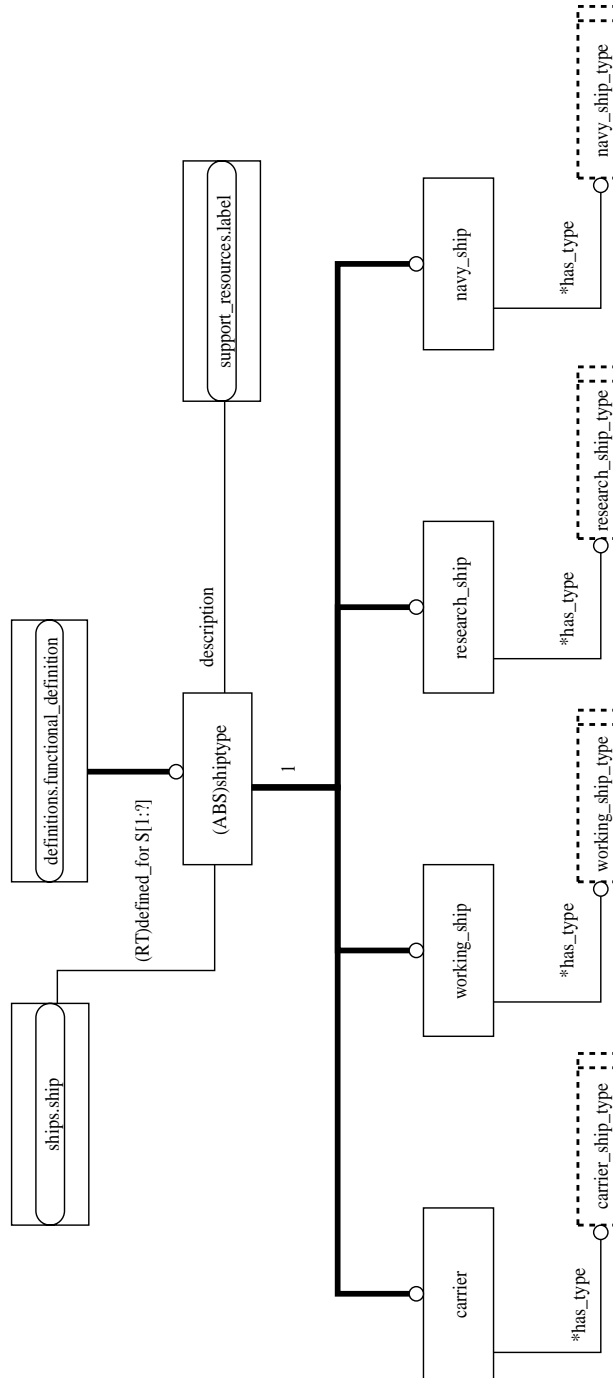 ships.ship
definitions.functional_definition
(RT)defined_for S[1:?]
(ABS)shiptype
description
support_resources.label
1
carrier
working_ship
research_ship
navy_ship
*has_type
*has_type
*has_type
*has_type
carrier_ship_type
working_ship_type
research_ship_type
navy_ship_type